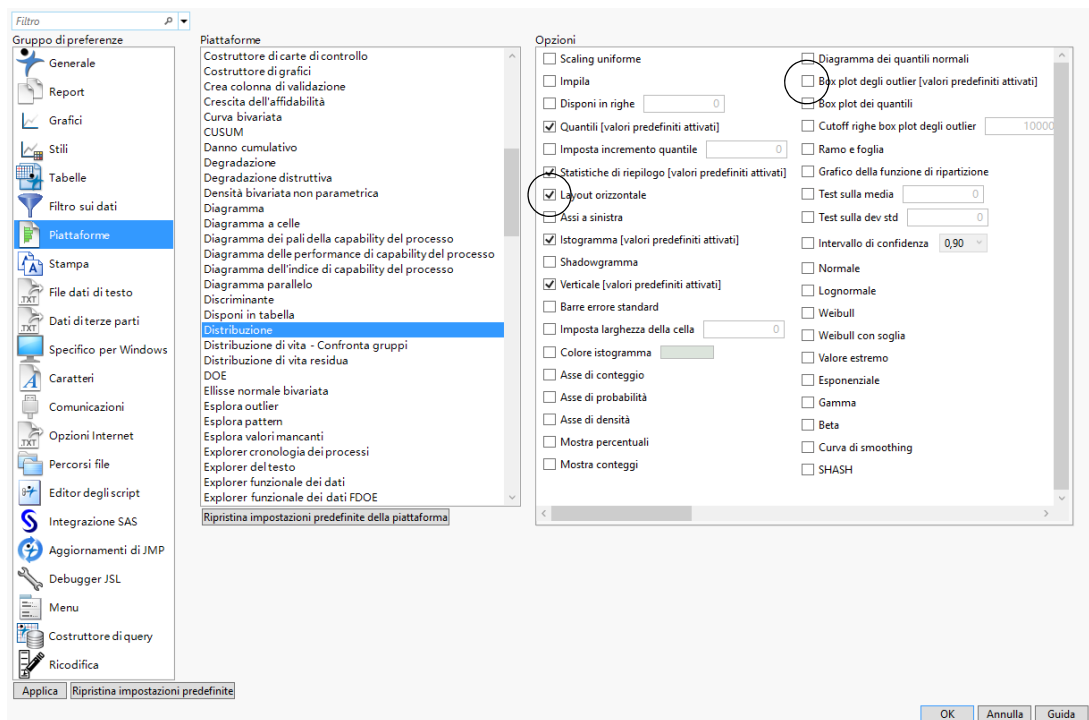 Filtro
Gruppo di preferenze
Generale
Report
Grafici
Stili
Tabelle
Filtro sui dati
Piattaforme
Stampa
File dati di testo
Dati di terze parti
Specifico per Windows
Caratteri
Comunicazioni
Opzioni Internet
Percorsi file
Editor degli script
Integrazione SAS
Aggiornamenti di JMP
Debugger JSL
Menu
Costruttore di query
Ricodifica
Applica
Ripristina impostazioni predefinite
Piattaforme
Costruttore di carte di controllo
Costruttore di grafici
Crea colonna di validazione
Crescita dell'affidabilità
Curva bivariata
CUSUM
Danno cumulativo
Degradazione
Degradazione distruttiva
Densità bivariata non parametrica
Diagramma
Diagramma a celle
Diagramma dei pali della capability del processo
Diagramma delle performance di capability del processo
Diagramma dell'indice di capability del processo
Diagramma parallelo
Discriminante
Disponi in tabella
Distribuzione
Distribuzione di vita - Confronta gruppi
Distribuzione di vita residua
DOE
Ellisse normale bivariata
Esplora outlier
Esplora pattern
Esplora valori mancanti
Explorer cronologia dei processi
Explorer del testo
Explorer funzionale dei dati
Explorer funzionale dei dati FDOE
Ripristina impostazioni predefinite della piattaforma
Opzioni
Scaling uniforme
Impila
Disponi in righe 0
Quantili [valori predefiniti attivati]
Imposta incremento quantile 0
Statistiche di riepilogo [valori predefiniti attivati]
Layout orizzontale
Assi a sinistra
Istogramma [valori predefiniti attivati]
Shadowgramma
Verticale [valori predefiniti attivati]
Barre errore standard
Imposta larghezza della cella 0
Colore istogramma
Asse di conteggio
Asse di probabilità
Asse di densità
Mostra percentuali
Mostra conteggi
Diagramma dei quantili normali
Box plot degli outlier [valori predefiniti attivati]
Box plot dei quantili
Cutoff righe box plot degli outlier 10000
Ramo e foglia
Grafico della funzione di ripartizione
Test sulla media 0
Test sulla dev std 0
Intervallo di confidenza 0,90
Normale
Lognormale
Weibull
Weibull con soglia
Valore estremo
Esponenziale
Gamma
Beta
Curva di smoothing
SHASH
OK
Annulla
Guida